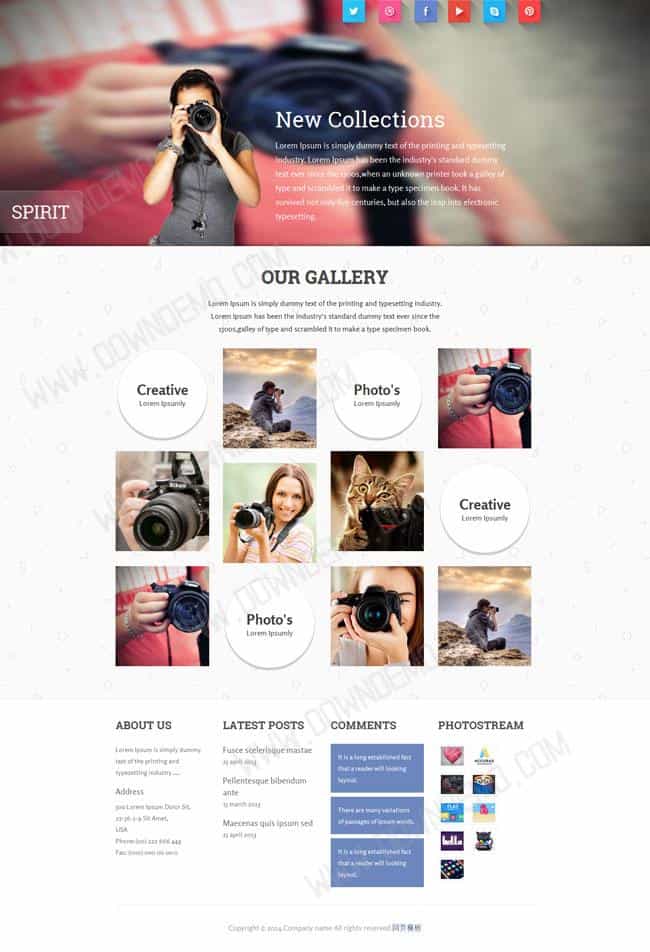 New Collections
Lorem Ipsum is simply dummy text of the printing and typesetting
industry. Lorem Ipsum has been the industry's standard dummy
text ever since the 1500s,when an unknown printer took a galley of
type and scrambled it to make a type specimen book. It has
survived not only five centuries, but also the leap into electronic
typesetting.
SPIRIT
OUR GALLERY
Lorem Ipsum is simply dummy text of the printing and typesetting industry.
Lorem Ipsum has been the industry's standard dummy text ever since the
1500s,galley of type and scrambled it to make a type specimen book.
Creative
Lorem Ipsumly
Photo's
Lorem Ipsumly
Nikon
Creative
Lorem Ipsumly
Photo's
Lorem Ipsumly
ABOUT US
Lorem Ipsum is simply dummy
text of the printing and
typesetting industry .....
Address
500 Lorem Ipsum Dolor Sit,
22-56-2-9 Sit Amet,
USA
Phone:(00) 222 666 444
Fax: (000) 000 00 00 0
LATEST POSTS
Fusce scelerisque mastae
25 april 2013
Pellentesque bibendum
ante
15 march 2013
Maecenas quis ipsum sed
25 april 2013
COMMENTS
It is a long established fact
that a reader will looking
layout.
There are many variations
of passages of Ipsum words.
It is a long established fact
that a reader will looking
layout.
PHOTOSTREAM
FLAT
hello
Copyright © 2014.Company name All rights reserved.网页模板
WWW.DOWNDEMO.COM